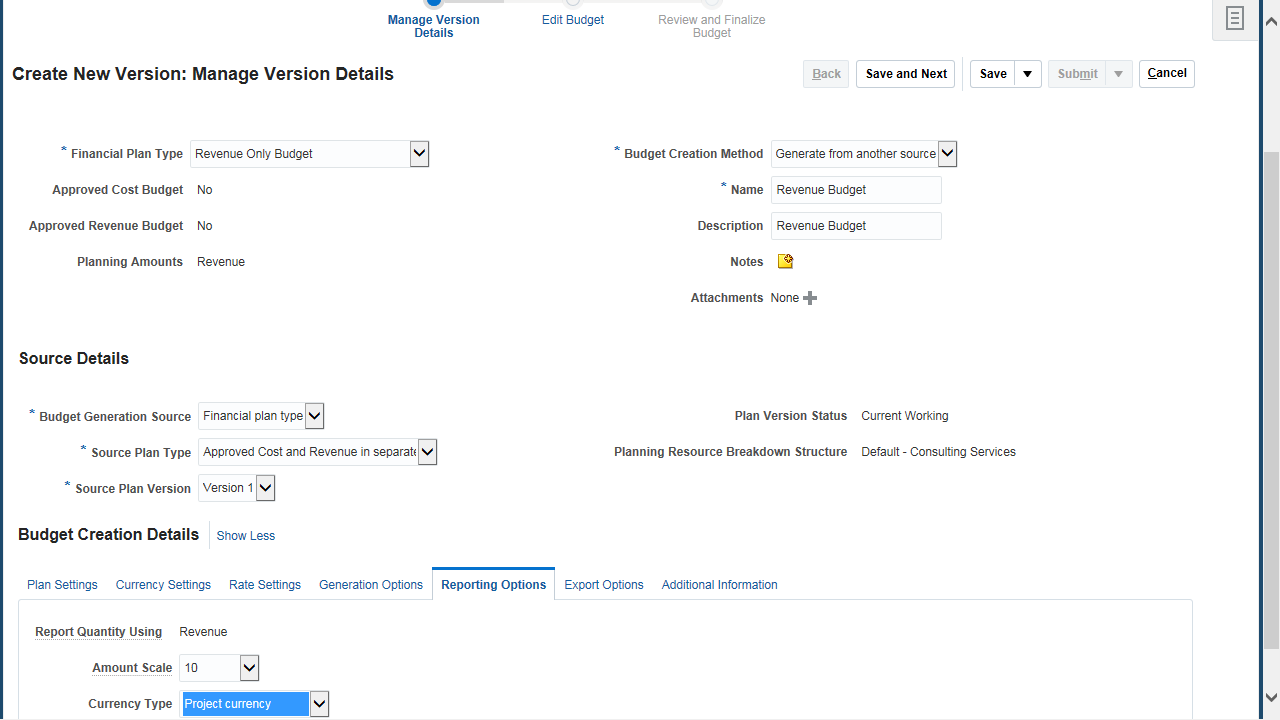 Manage Version Details
Edit Budget
Review and Finalize Budget
Create New Version: Manage Version Details
Back
Save and Next
Save
Submit
Cancel
* Financial Plan Type Revenue Only Budget
* Budget Creation Method Generate from another source
Approved Cost Budget No
* Name Revenue Budget
Approved Revenue Budget No
Description Revenue Budget
Planning Amounts Revenue
Notes
Attachments None
Source Details
* Budget Generation Source Financial plan type
Plan Version Status Current Working
* Source Plan Type Approved Cost and Revenue in separate
Planning Resource Breakdown Structure Default - Consulting Services
* Source Plan Version Version 1
Budget Creation Details Show Less
Plan Settings Currency Settings Rate Settings Generation Options Reporting Options Export Options Additional Information
Report Quantity Using Revenue
Amount Scale 10
Currency Type Project currency